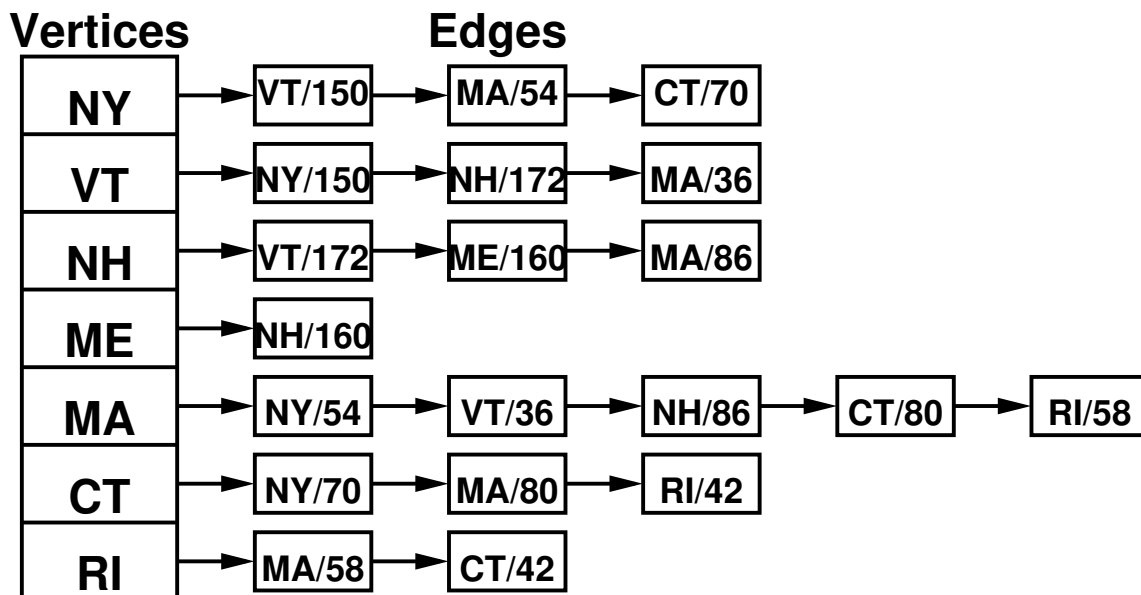 Vertices Edges
NY VT/150 MA/54 CT/70
VT NY/150 NH/172 MA/36
NH VT/172 ME/160 MA/86
ME NH/160
MA NY/54 VT/36 NH/86 CT/80 RI/58
CT NY/70 MA/80 RI/42
RI MA/58 CT/42